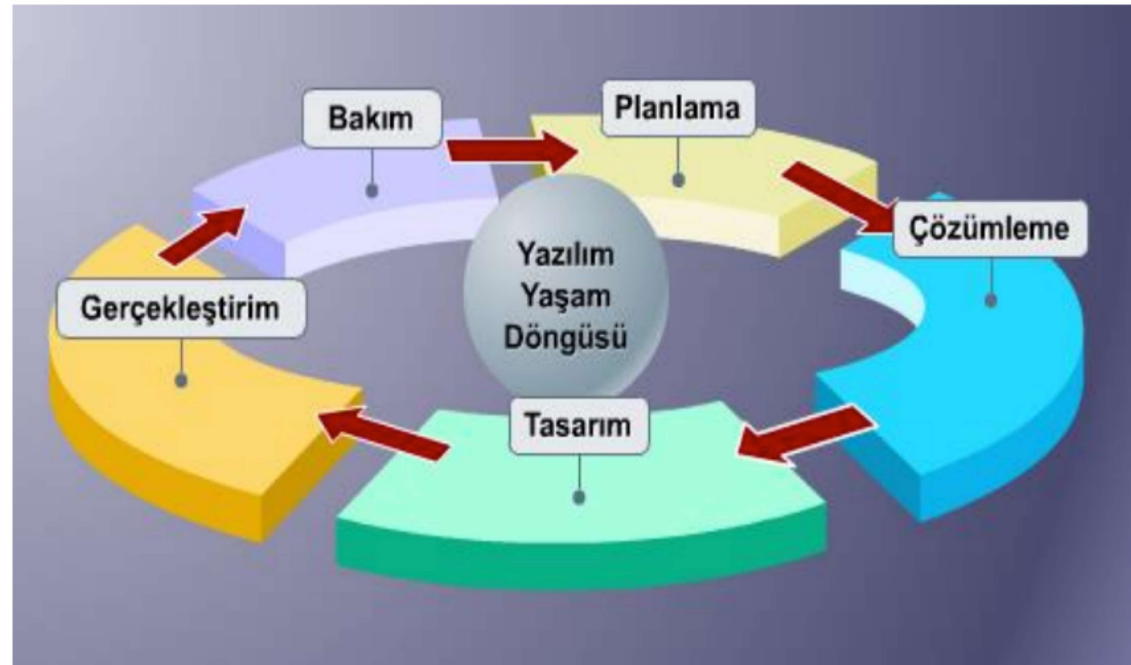 Bakım
Planlama
Çözümleme
Yazılım
Yaşam
Döngüsü
Gerçekleştirim
Tasarım